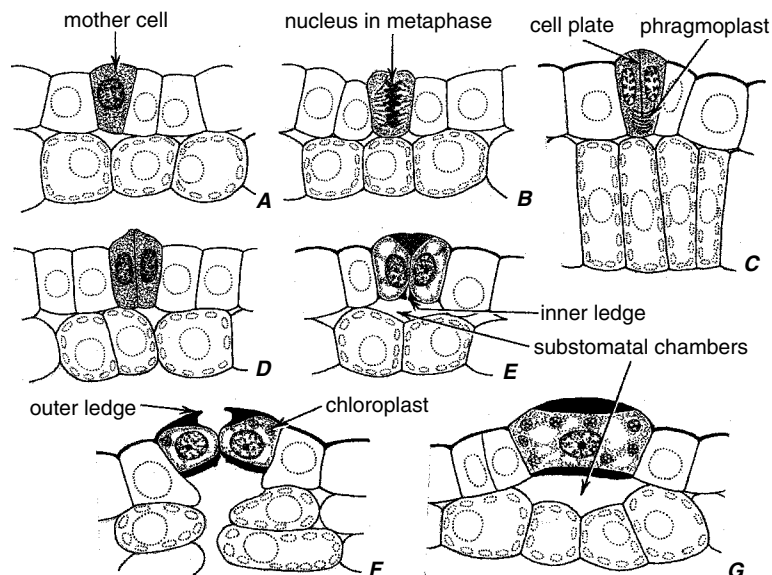 mother cell
nucleus in metaphase
cell plate
phragmoplast
A
B
C
D
E
inner ledge
substomatal chambers
outer ledge
chloroplast
F
G